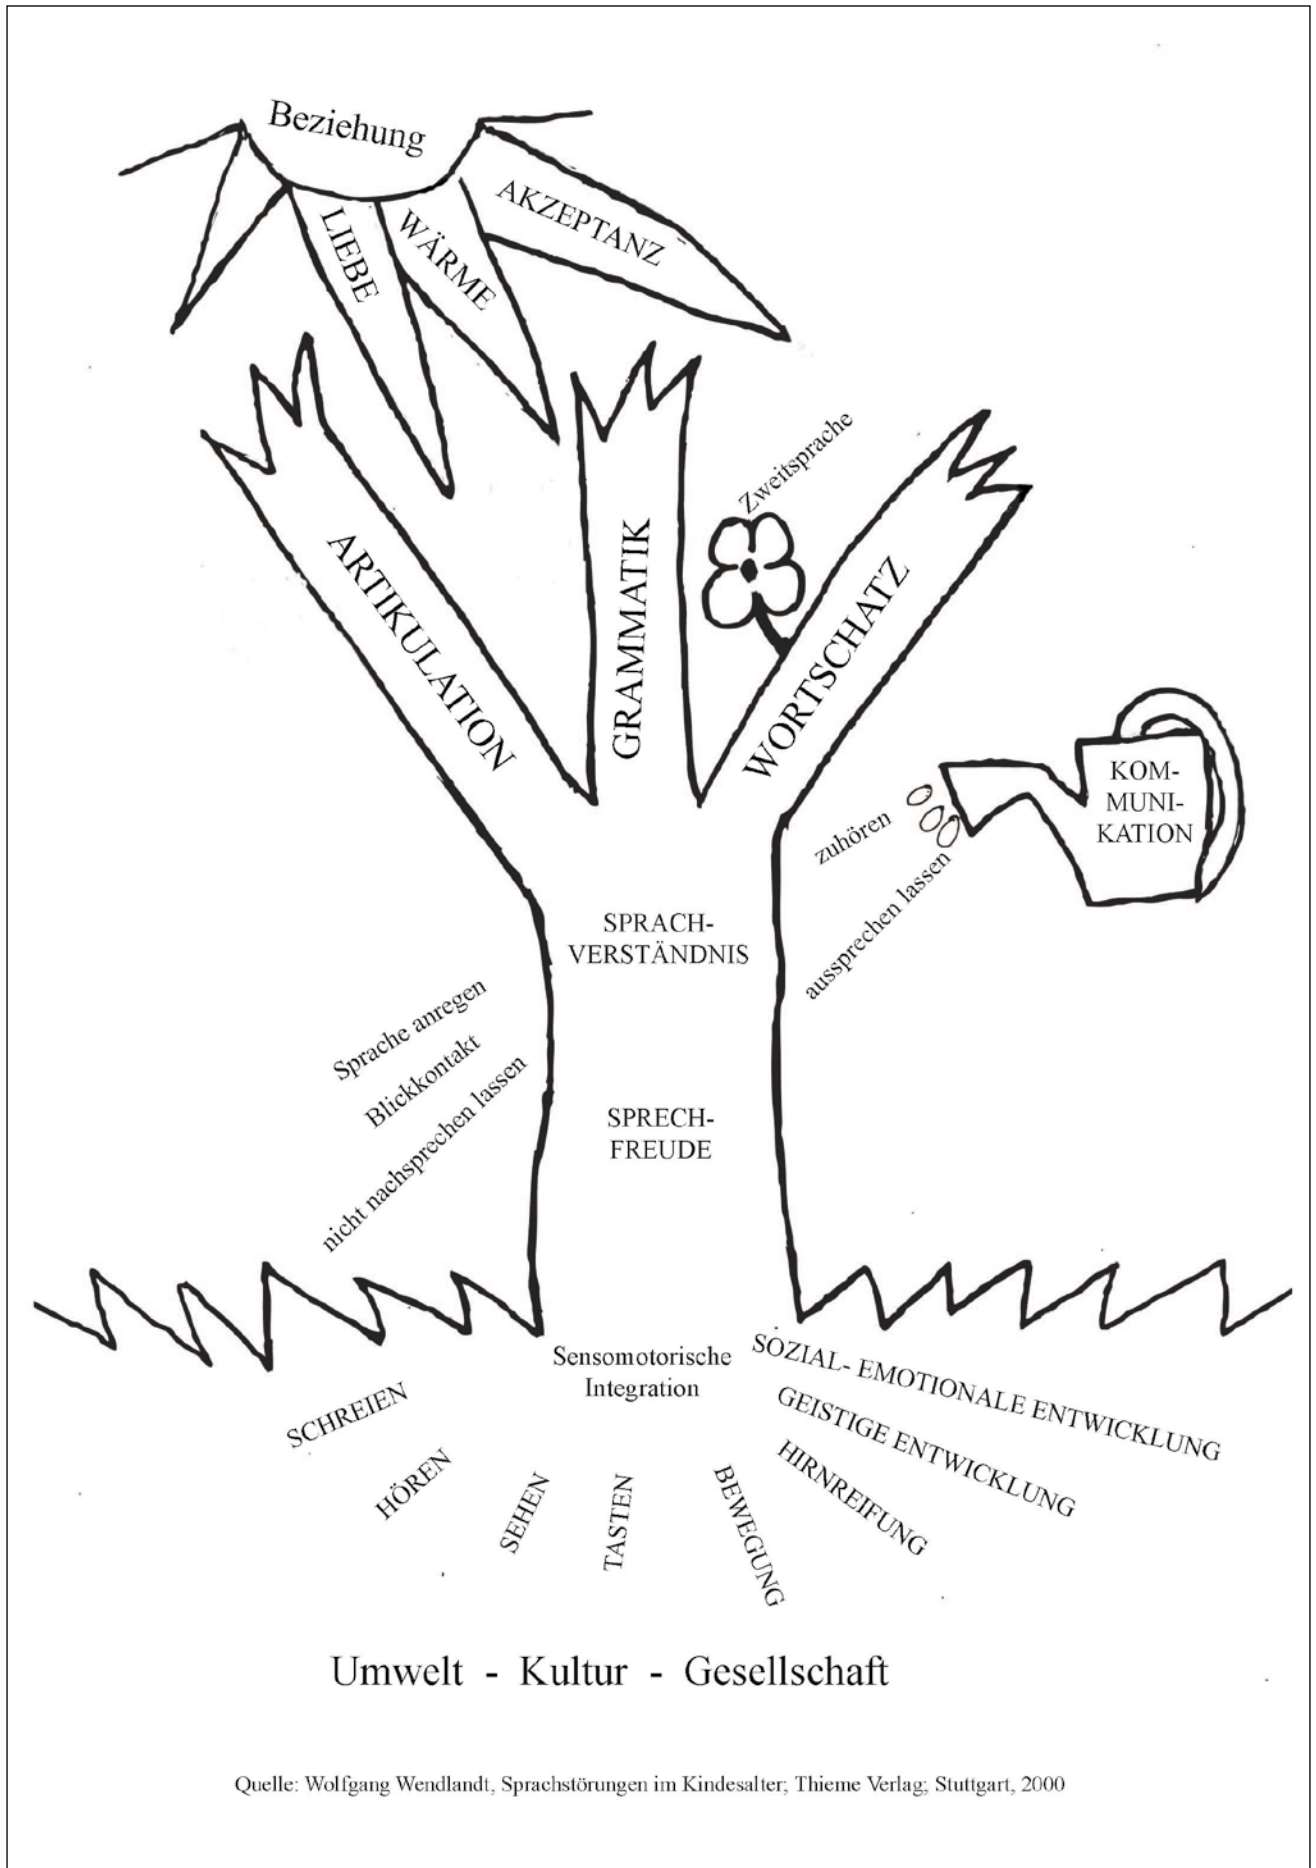 Beziehung
LIEBE
WÄRME
AKZEPTANZ
Zweitsprache
ARTIKULATION
GRAMMATIK
WORTSCHATZ
KOM-
MUNI-
KATION
zuhören
aussprechen lassen
SPRACH-
VERSTÄNDNIS
Sprache anregen
Blickkontakt
nicht nachsprechen lassen
SPRECH-
FREUDE
Sensomotorische
Integration
SCHREIEN
HÖREN
SEHEN
TASTEN
BEWEGUNG
HIRNREIFUNG
GEISTIGE ENTWICKLUNG
SOZIAL- EMOTIONALE ENTWICKLUNG
Umwelt - Kultur - Gesellschaft
Quelle: Wolfgang Wendlandt, Sprachstörungen im Kindesalter; Thieme Verlag; Stuttgart, 2000